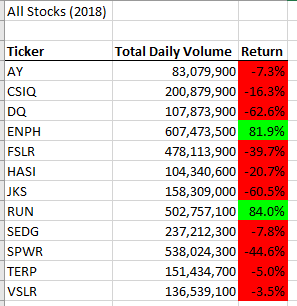 All Stocks (2018)
Ticker Total Daily Volume Return
AY 83,079,900 -7.3%
CSIQ 200,879,900 -16.3%
DQ 107,873,900 -62.6%
ENPH 607,473,500 81.9%
FSLR 478,113,900 -39.7%
HASI 104,340,600 -20.7%
JKS 158,309,000 -60.5%
RUN 502,757,100 84.0%
SEDG 237,212,300 -7.8%
SPWR 538,024,300 -44.6%
TERP 151,434,700 -5.0%
VSLR 136,539,100 -3.5%